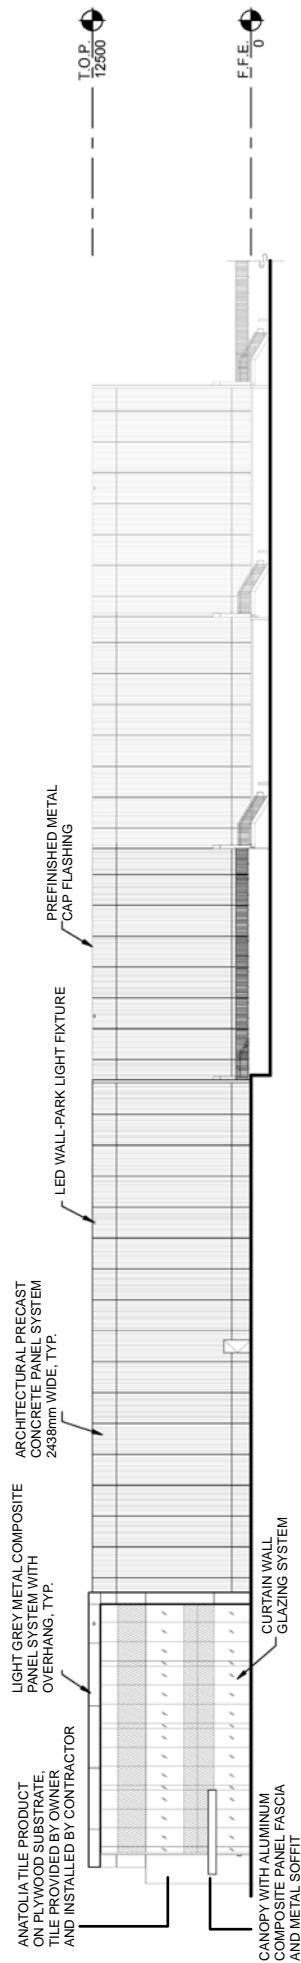 ANATOLIA TILE PRODUCT
ON PLYWOOD SUBSTRATE,
TILE PROVIDED BY OWNER
AND INSTALLED BY CONTRACTOR
LIGHT GREY METAL COMPOSITE
PANEL SYSTEM WITH
OVERHANG, TYP.
ARCHITECTURAL PRECAST
CONCRETE PANEL SYSTEM
2438mm WIDE, TYP.
LED WALL-PARK LIGHT FIXTURE
PREFINISHED METAL
CAP FLASHING
T.O.P.
12500
F.F.E.
0
CANOPY WITH ALUMINUM
COMPOSITE PANEL FASCIA
AND METAL SOFFIT
CURTAIN WALL
GLAZING SYSTEM